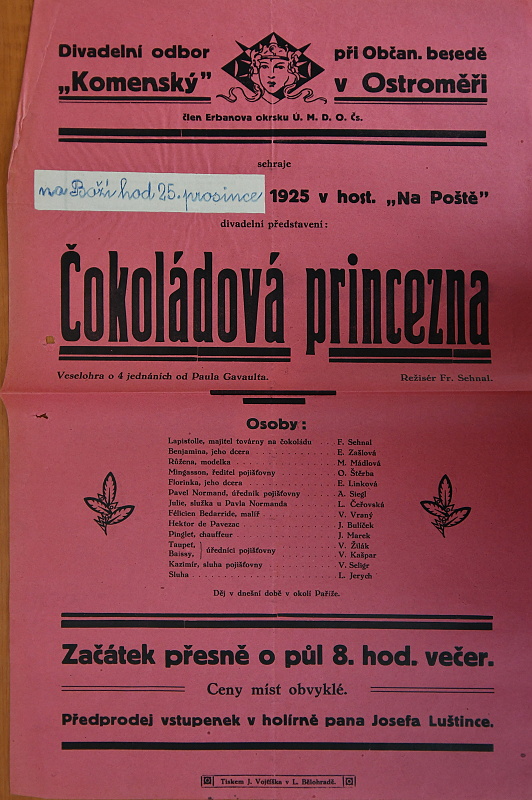 Divadelní odbor při Občan. besedě
„Komenský” v Ostroměři
člen Erbanova okrsku Ú. M. D. O. Čs.
sehraje
na Boží hod 25. prosince 1925 v host. „Na Poště”
divadelní představení:
Čokoládová princezna
Veselohra o 4 jednáních od Paula Gavaulta. Režisér Fr. Sehnal.
Osoby:
Lapistolle, majitel továrny na čokoládu . . . F. Sehnal
Benjamina, jeho dcera . . . E. Zašlová
Růžena, modelka . . . M. Mádlová
Mingasson, ředitel pojišťovny . . . O. Štěrba
Florinka, jeho dcera . . . E. Linková
Pavel Normand, úředník pojišťovny . . . A. Siegl
Julie, služka u Pavla Normanda . . . L. Čeřovská
Félicien Bedarride, malíř . . . V. Vraný
Hektor de Pavezac . . . J. Bulíček
Pinglet, chauffeur . . . J. Marek
Taupet, } úředníci pojišťovny . . . V. Žilák
Baissy, . . . V. Kašpar
Kazimír, sluha pojišťovny . . . V. Seligr
Sluha . . . L. Jerych
Děj v dnešní době v okolí Paříže.
Začátek přesně o půl 8. hod. večer.
Ceny míst obvyklé.
Předprodej vstupenek v holírně pana Josefa Luštince.
Tiskem J. Vojtíška v L. Bělohradě.